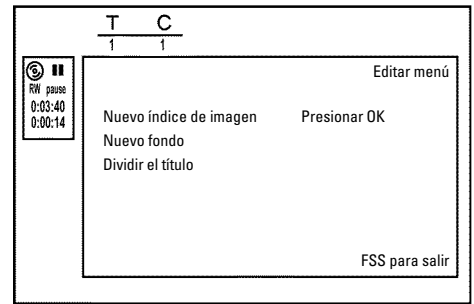 T C
1 1
RW pause
0:03:40
0:00:14
Editar menú
Nuevo índice de imagen Presionar OK
Nuevo fondo
Dividir el título
FSS para salir